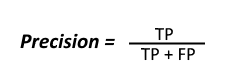 Precision = TP
TP + FP